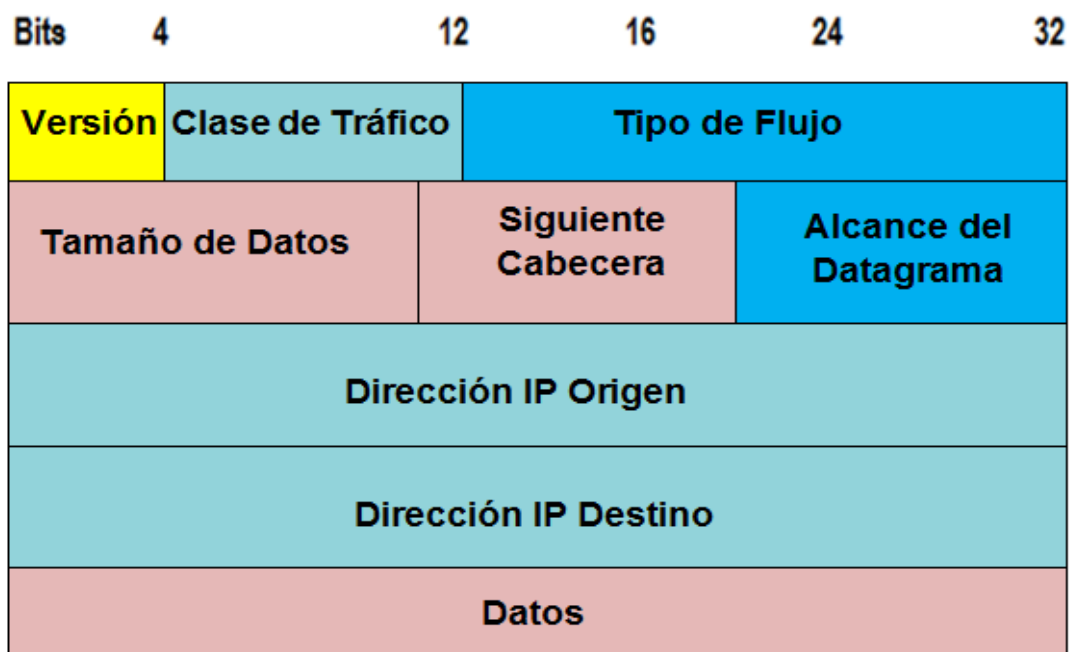 Bits 4 12 16 24 32
Versión Clase de Tráfico Tipo de Flujo
Tamaño de Datos
Siguiente
Cabecera
Alcance del
Datagrama
Dirección IP Origen
Dirección IP Destino
Datos